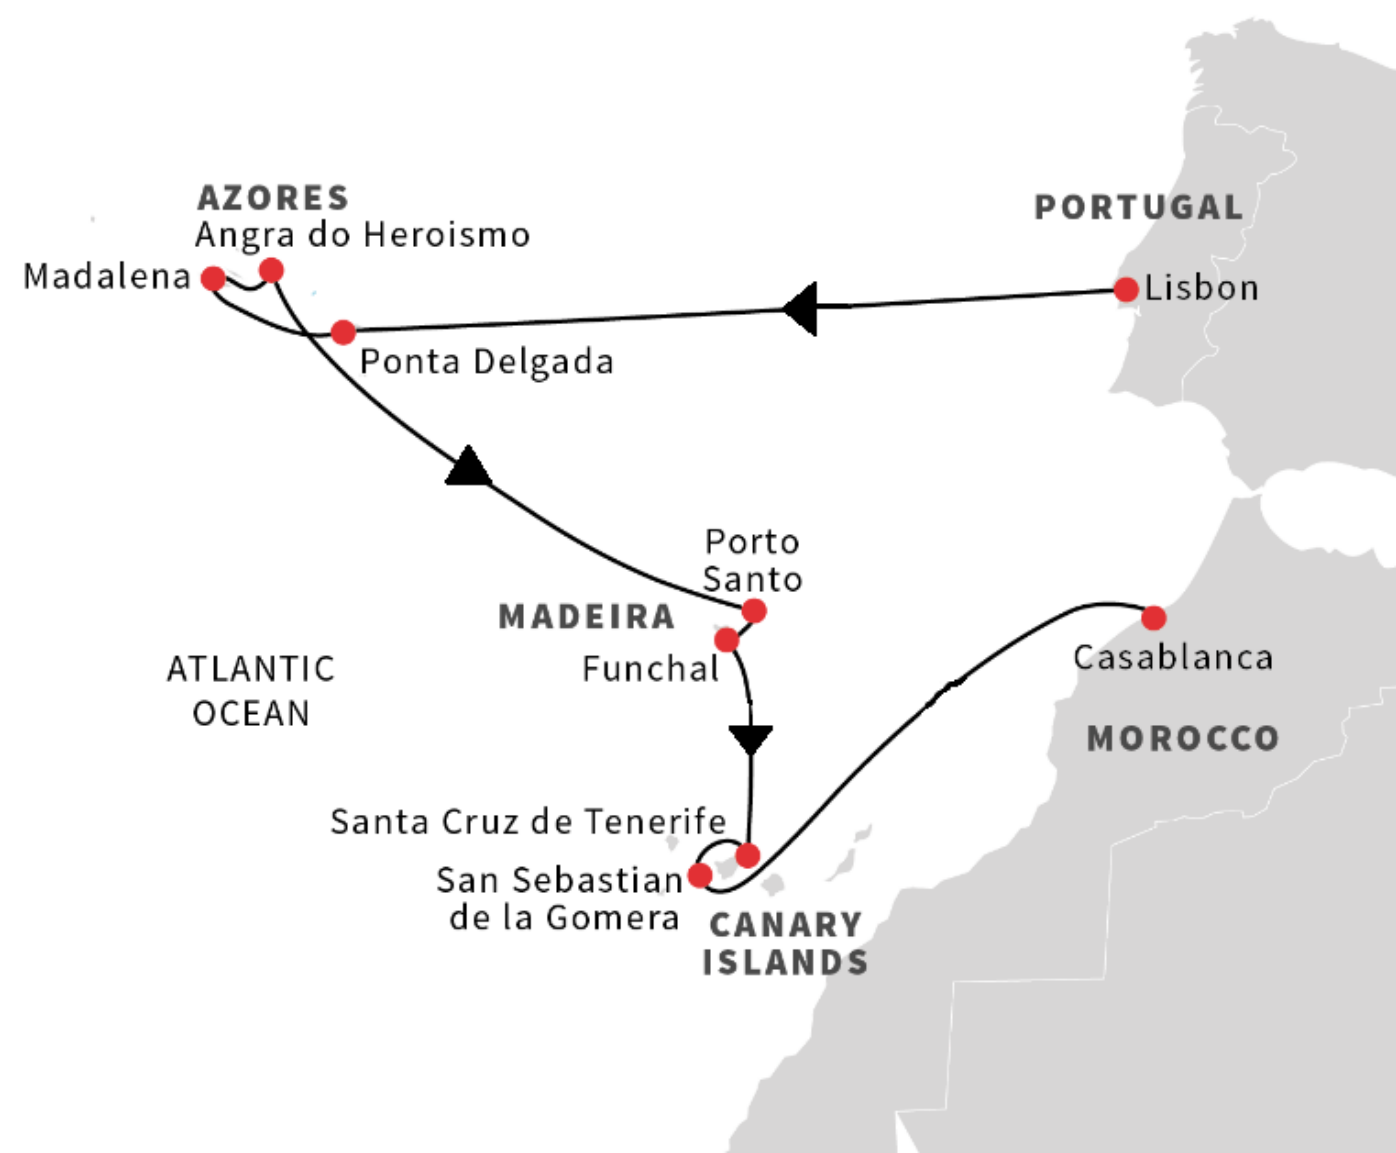 AZORES
Angra do Heroismo
Madalena
Ponta Delgada
PORTUGAL
Lisbon
Porto
Santo
MADEIRA
Funchal
ATLANTIC
OCEAN
Casablanca
MOROCCO
Santa Cruz de Tenerife
San Sebastian
de la Gomera
CANARY
ISLANDS